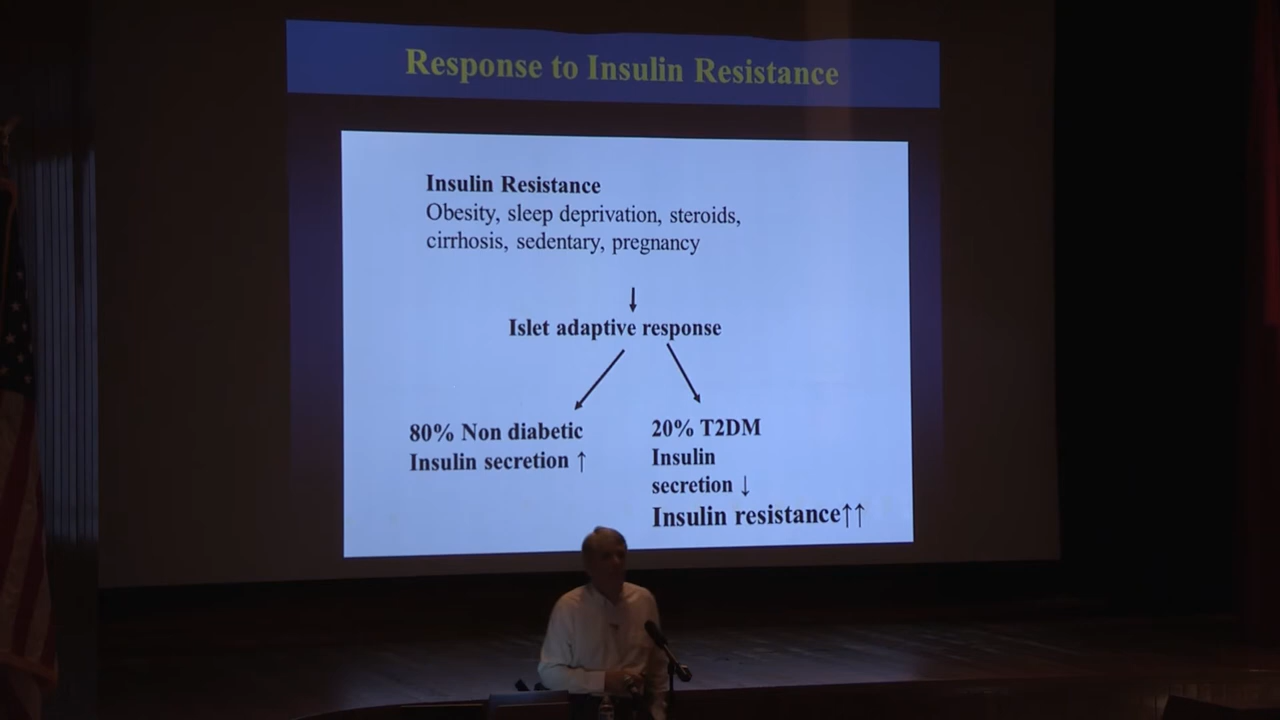 Response to Insulin Resistance
Insulin Resistance
Obesity, sleep deprivation, steroids,
cirrhosis, sedentary, pregnancy
↓
Islet adaptive response
80% Non diabetic
Insulin secretion ↑
20% T2DM
Insulin
secretion ↓
Insulin resistance↑↑